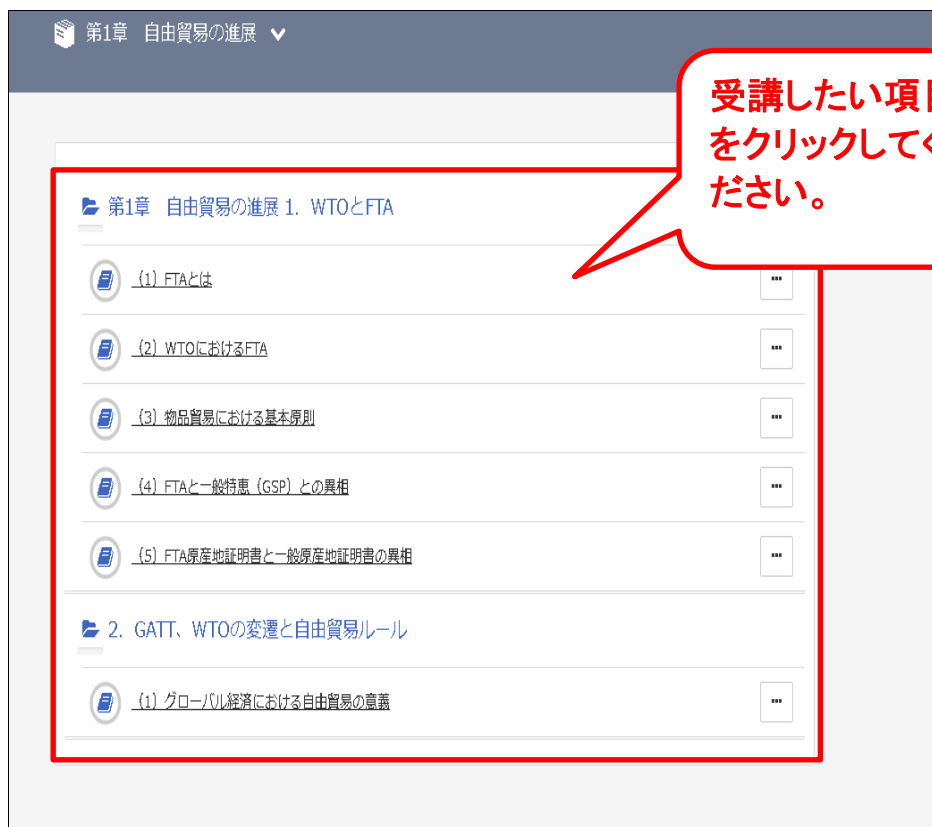 第1章 自由貿易の進展
受講したい項目
をクリックしてく
ださい。
第1章 自由貿易の進展 1. WTOとFTA
(1) FTAとは
(2) WTOにおけるFTA
(3) 物品貿易における基本原則
(4) FTAと一般特恵（GSP）との異相
(5) FTA原産地証明書と一般原産地証明書の異相
2. GATT、WTOの変遷と自由貿易ルール
(1) グローバル経済における自由貿易の意義